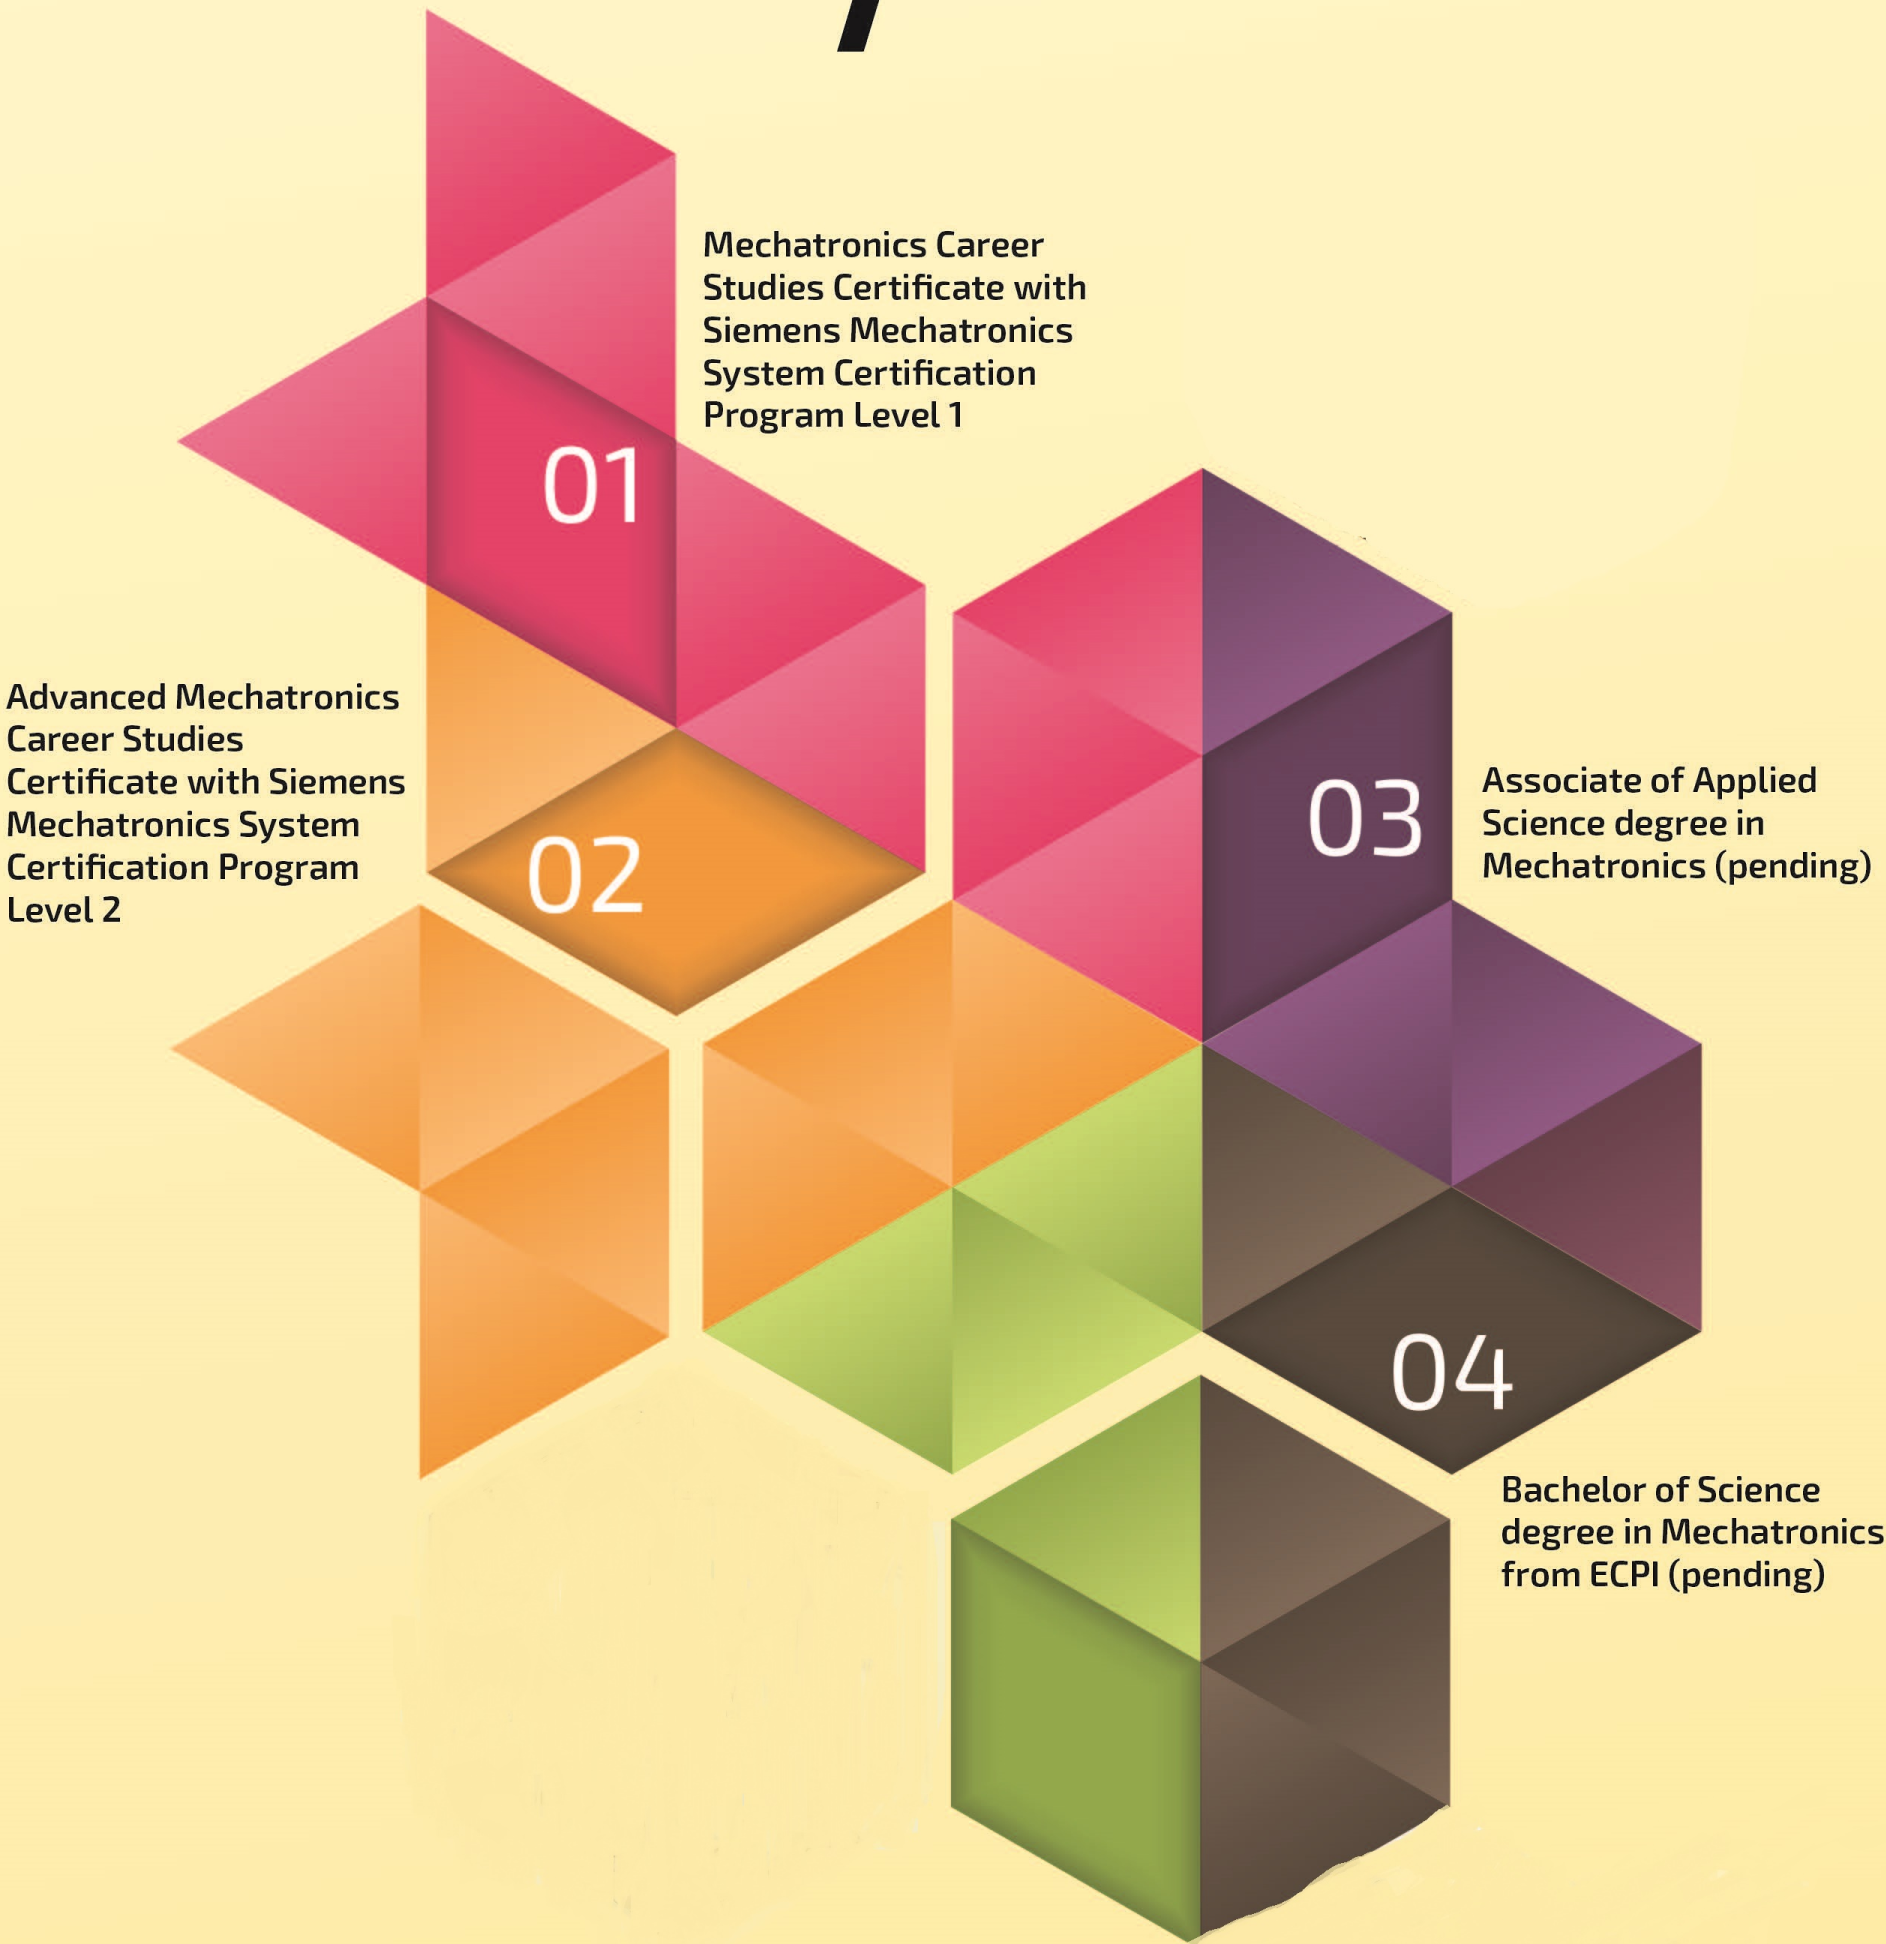 Mechatronics Career
Studies Certificate with
Siemens Mechatronics
System Certification
Program Level 1
01
Advanced Mechatronics
Career Studies
Certificate with Siemens
Mechatronics System
Certification Program
Level 2
02
03
Associate of Applied
Science degree in
Mechatronics (pending)
04
Bachelor of Science
degree in Mechatronics
from ECPI (pending)